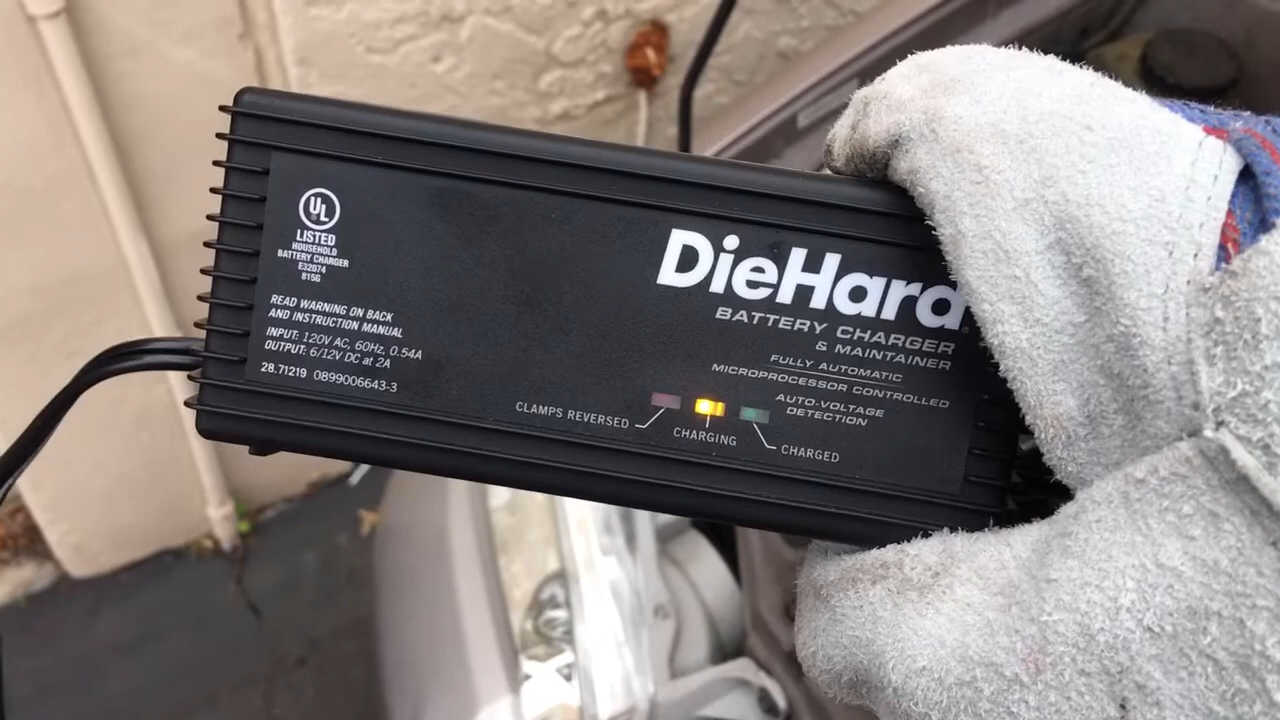 UL
LISTED
HOUSEHOLD
BATTERY CHARGER
E32074
815G
READ WARNING ON BACK
AND INSTRUCTION MANUAL
INPUT: 120V AC, 60Hz, 0.54A
OUTPUT: 6/12V DC at 2A
28.71219 0899006643-3
DieHard
BATTERY CHARGER
& MAINTAINER
FULLY AUTOMATIC
MICROPROCESSOR CONTROLLED
AUTO-VOLTAGE
DETECTION
CLAMPS REVERSED
CHARGING
CHARGED